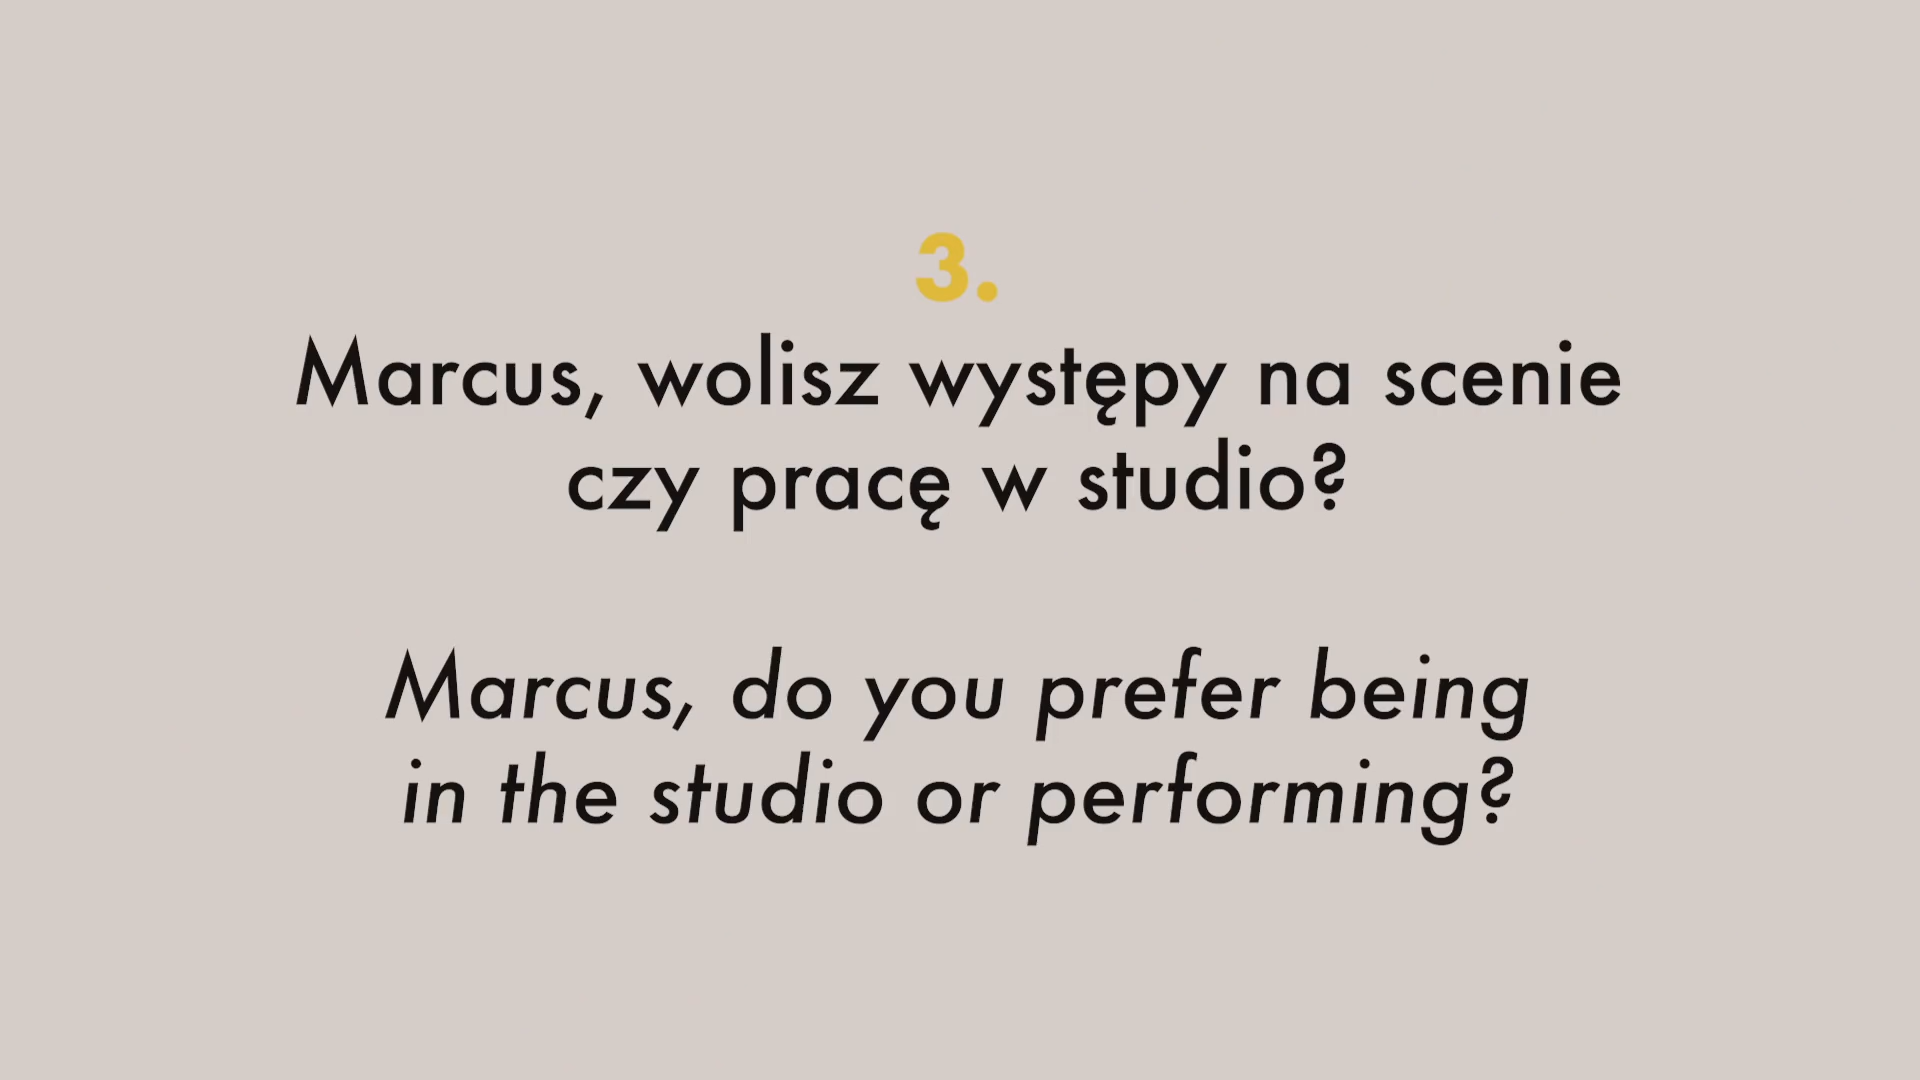 3.
Marcus, wolisz występy na scenie
czy pracę w studio?
Marcus, do you prefer being
in the studio or performing?